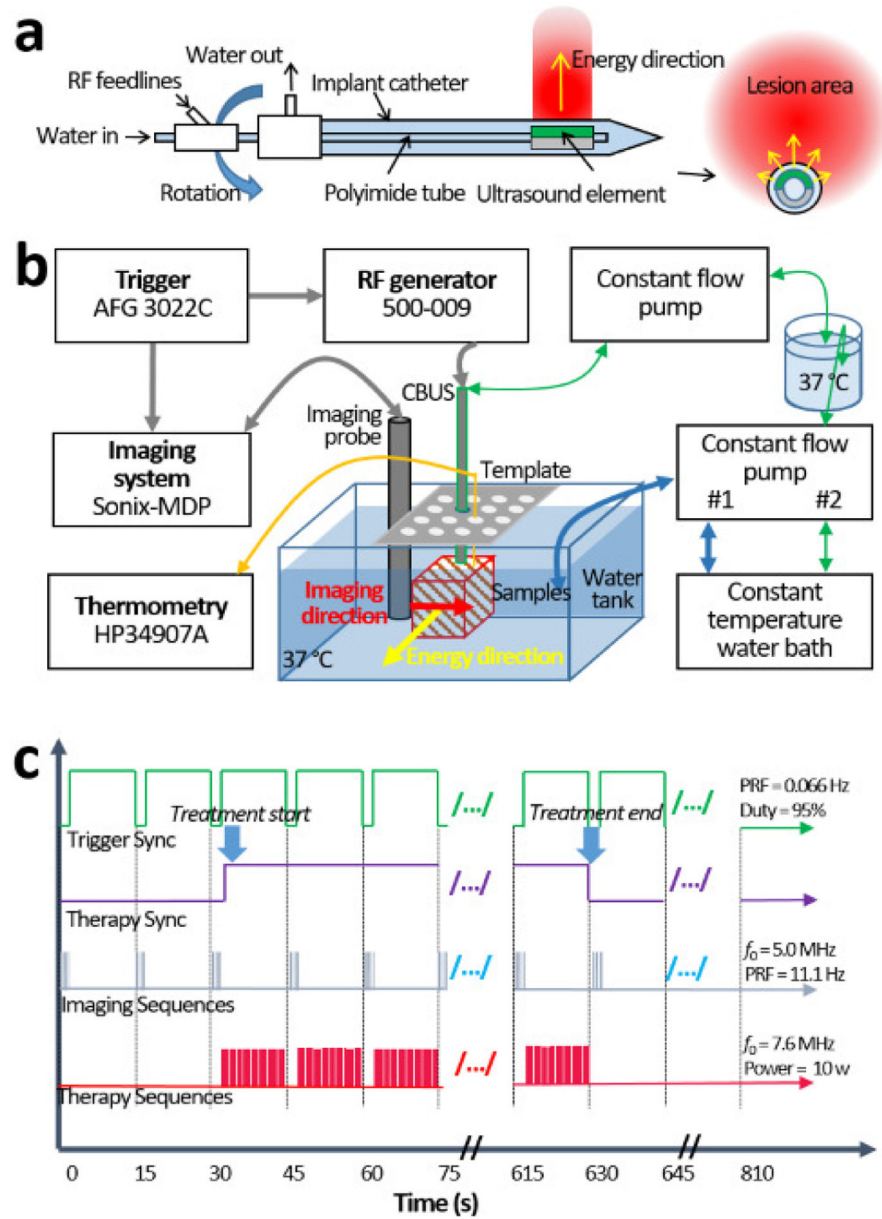 a
Water out
RF feedlines
Implant catheter
Energy direction
Lesion area
Water in
Rotation
Polyimide tube
Ultrasound element
b
Trigger
AFG 3022C
RF generator
500-009
Constant flow
pump
CBUS
37 °C
Imaging
probe
Imaging
system
Sonix-MDP
Template
Constant flow
pump
#1
#2
Thermometry
HP34907A
Imaging
direction
Samples
Water
tank
Energy direction
37 °C
Constant
temperature
water bath
c
PRF = 0.066 Hz
Duty = 95%
Treatment start
/.../
Treatment end
/.../
Trigger Sync
/.../
/.../
Therapy Sync
f₀ = 5.0 MHz
PRF = 11.1 Hz
/.../
/.../
Imaging Sequences
f₀ = 7.6 MHz
Power = 10 w
/.../
Therapy Sequences
//
//
0 15 30 45 60 75 615 630 645 810
Time (s)